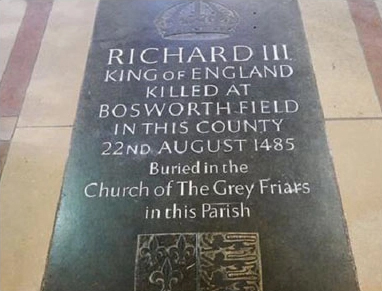 RICHARD III
KING OF ENGLAND
KILLED AT
BOSWORTH FIELD
IN THIS COUNTY
22ND AUGUST 1485
Buried in the
Church of The Grey Friars
in this Parish